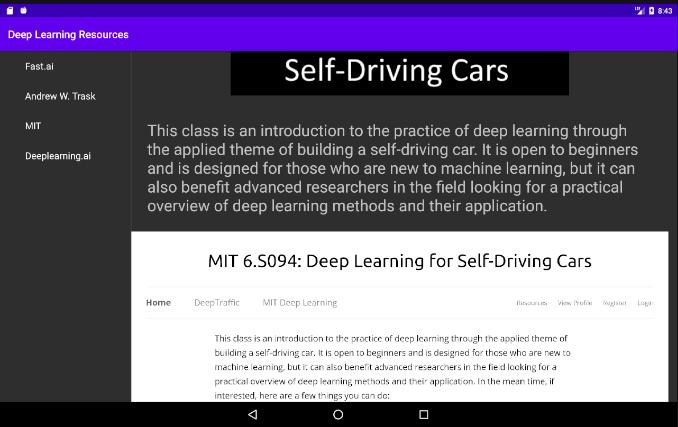 8:43
Deep Learning Resources
Fast.ai
Andrew W. Trask
MIT
Deeplearning.ai
Self-Driving Cars
This class is an introduction to the practice of deep learning through
the applied theme of building a self-driving car. It is open to beginners
and is designed for those who are new to machine learning, but it can
also benefit advanced researchers in the field looking for a practical
overview of deep learning methods and their application.
MIT 6.S094: Deep Learning for Self-Driving Cars
Home DeepTraffic MIT Deep Learning Resources View Profile Register Login
This class is an introduction to the practice of deep learning through the applied theme of
building a self-driving car. It is open to beginners and is designed for those who are new to
machine learning, but it can also benefit advanced researchers in the field looking for a
practical overview of deep learning methods and their application. In the mean time, if
interested, here are a few things you can do: